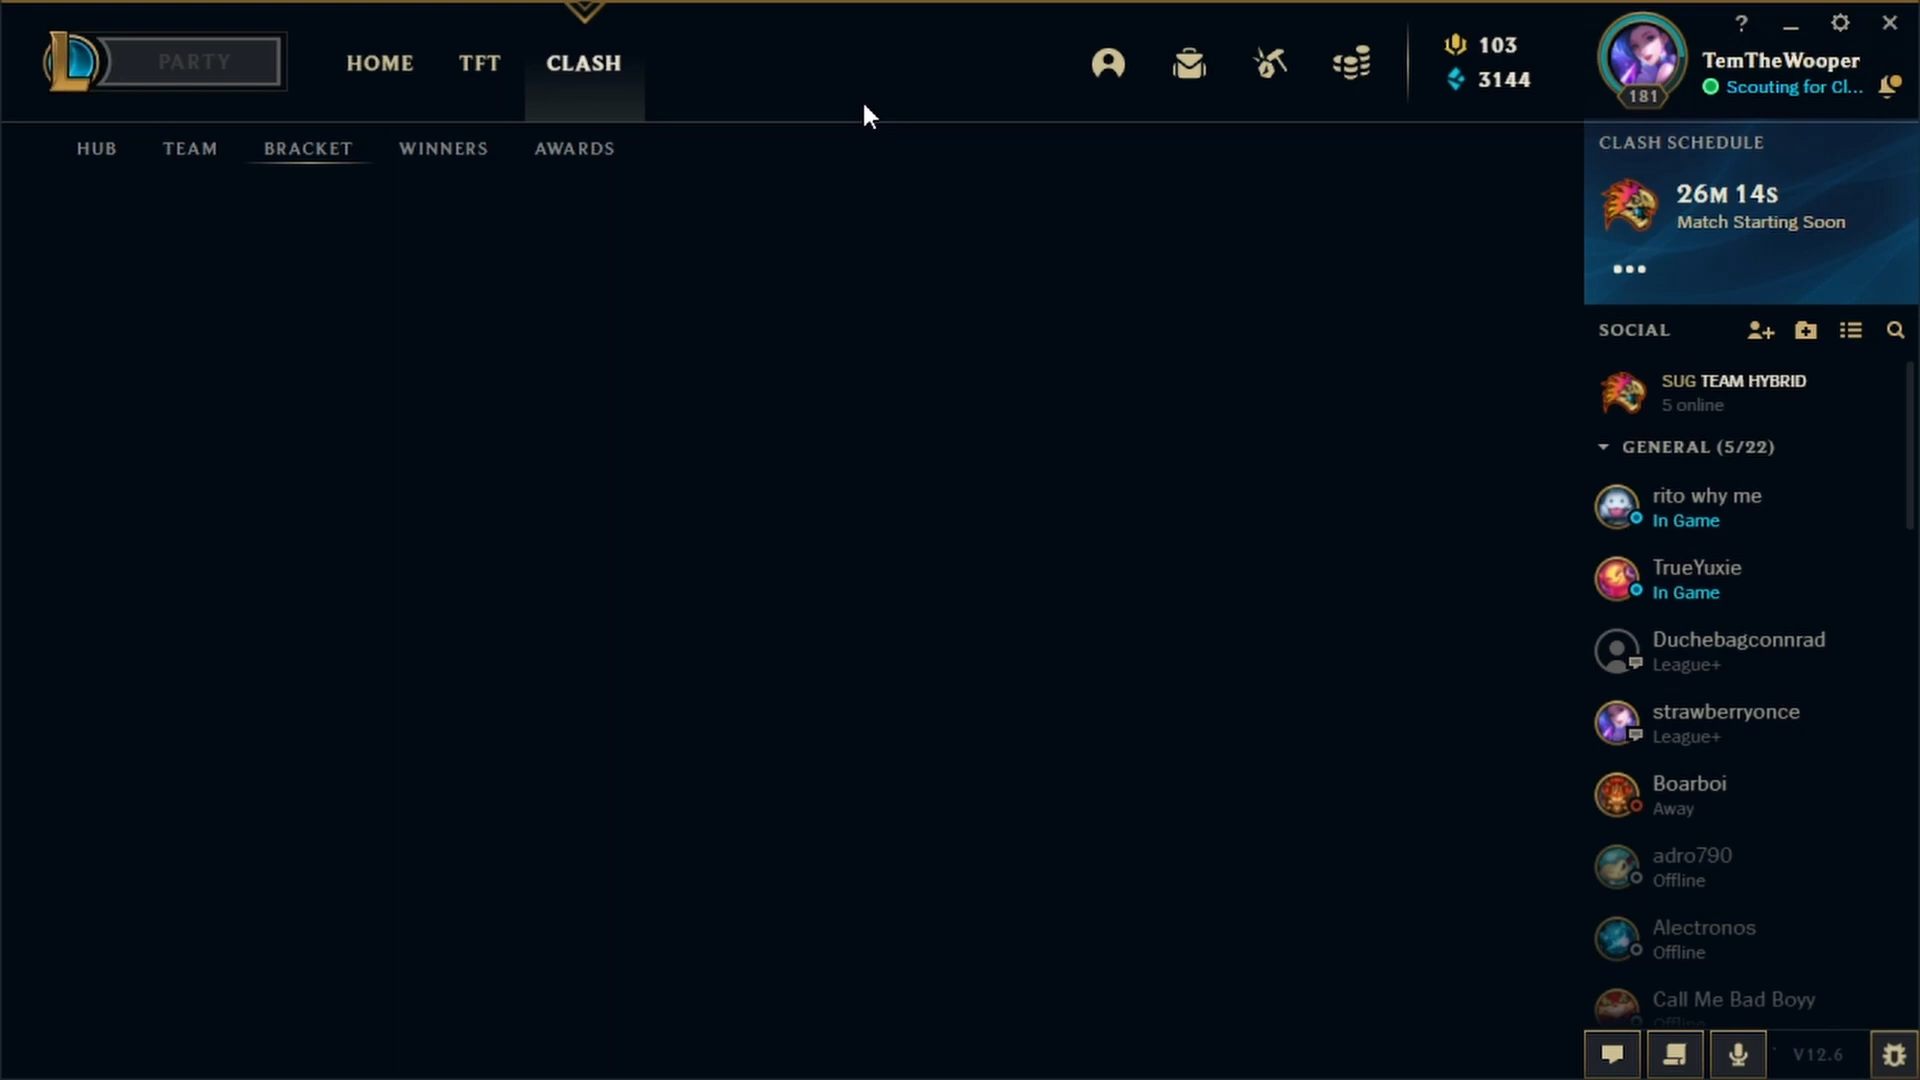 PARTY
HOME
TFT
CLASH
103
3144
181
?
TemTheWooper
Scouting for Cl...
HUB
TEAM
BRACKET
WINNERS
AWARDS
CLASH SCHEDULE
26M 14S
Match Starting Soon
SOCIAL
SUG TEAM HYBRID
5 online
GENERAL (5/22)
rito why me
In Game
TrueYuxie
In Game
Duchebagconnrad
League+
strawberryonce
League+
Boarboi
Away
adro790
Offline
Alectronos
Offline
Call Me Bad Boyy
Offline
V12.6